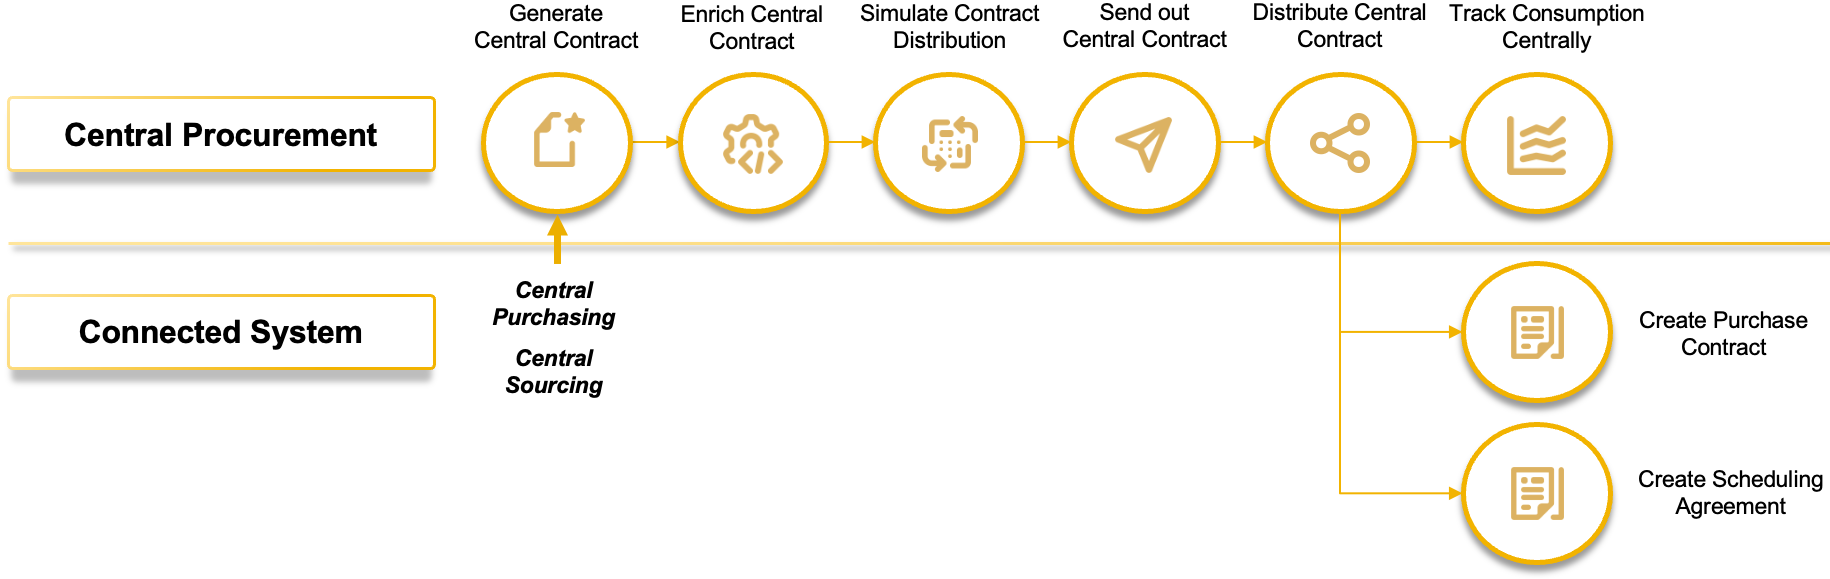 Generate
Central Contract
Enrich Central
Contract
Simulate Contract
Distribution
Send out
Central Contract
Distribute Central
Contract
Track Consumption
Centrally
Central Procurement
Connected System
Central
Purchasing
Central
Sourcing
Create Purchase
Contract
Create Scheduling
Agreement